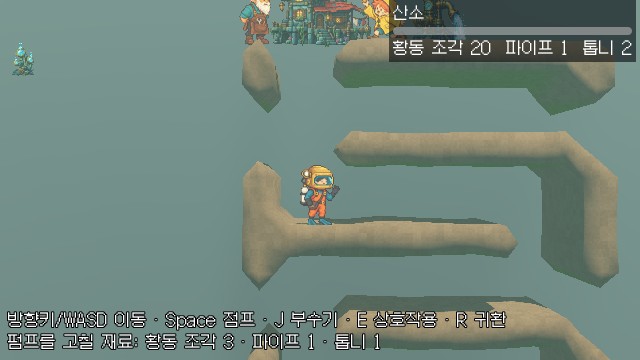 산소
황동 조각 20 파이프 1 톱니 2
방향키/WASD 이동 · Space 점프 · J 부수기 · E 상호작용 · R 귀환
펌프를 고칠 재료: 황동 조각 3 · 파이프 1 · 톱니 1